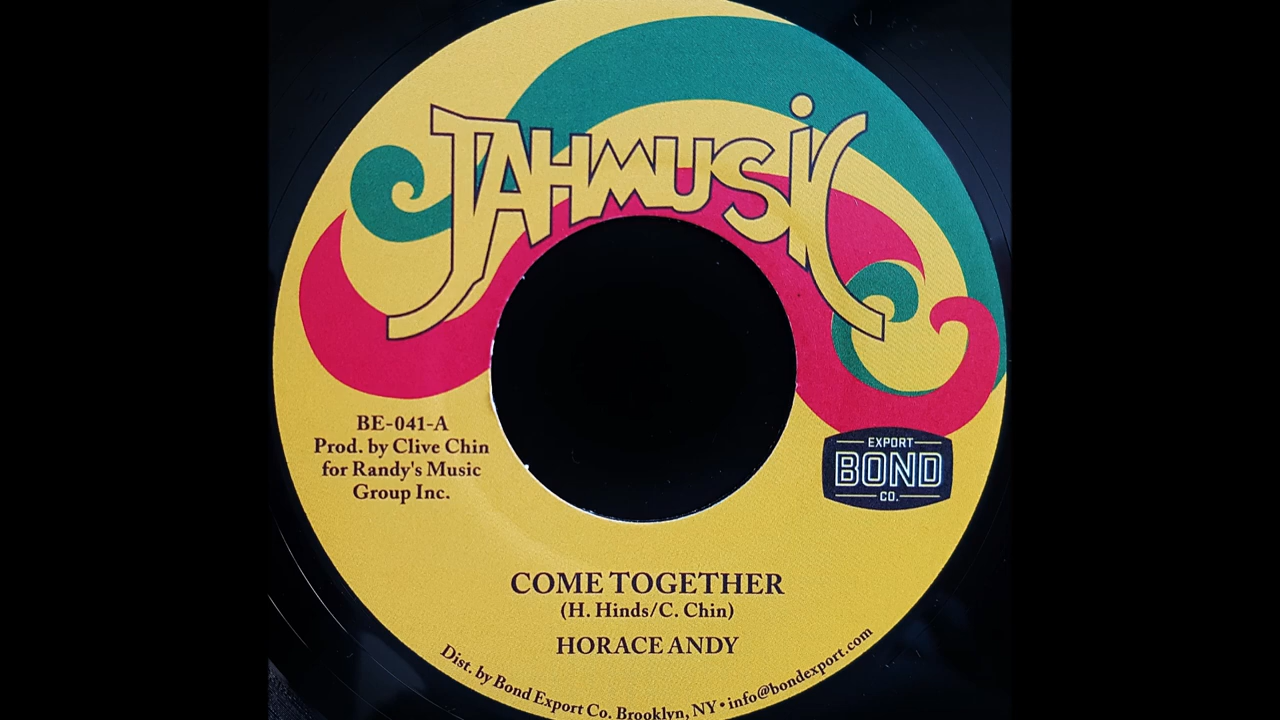 JAHMUSIC
BE-041-A
Prod. by Clive Chin
for Randy's Music
Group Inc.
EXPORT
BOND
CO.
COME TOGETHER
(H. Hinds/C. Chin)
HORACE ANDY
Dist. by Bond Export Co. Brooklyn, NY • info@bondexport.com